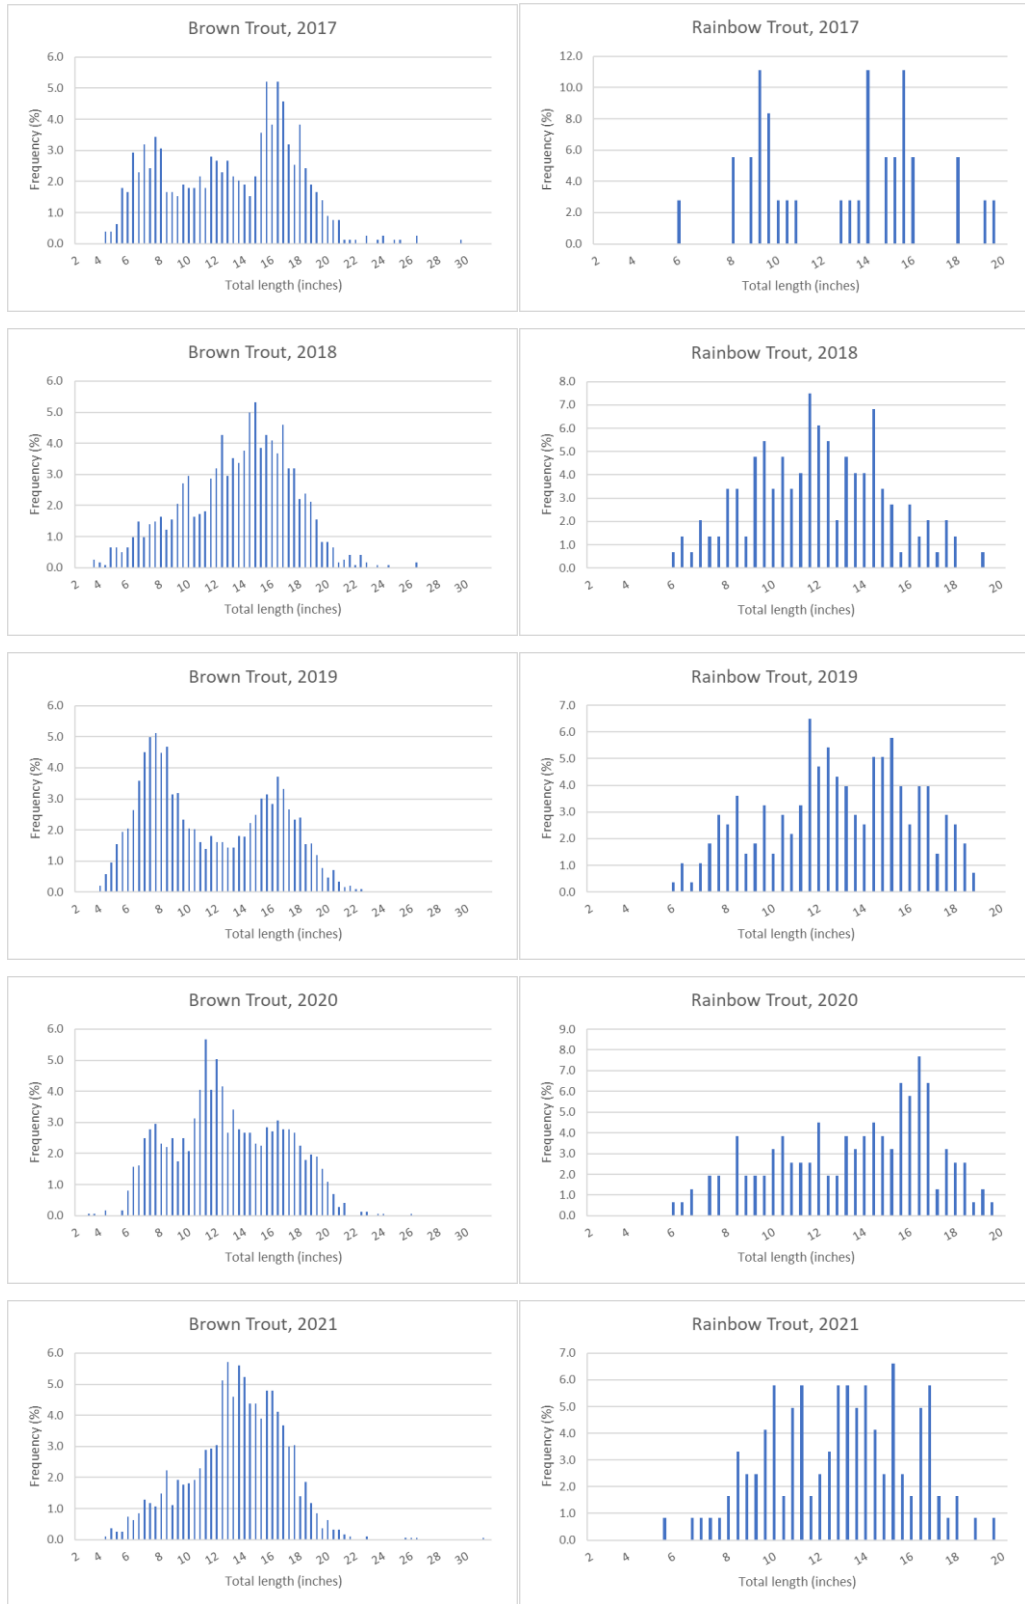 Brown Trout, 2017
Frequency (%)
6.0
5.0
4.0
3.0
2.0
1.0
0.0
2 4 6 8 10 12 14 16 18 20 22 24 26 28 30
Total length (inches)
Rainbow Trout, 2017
Frequency (%)
12.0
10.0
8.0
6.0
4.0
2.0
0.0
2 4 6 8 10 12 14 16 18 20
Total length (inches)
Brown Trout, 2018
Frequency (%)
6.0
5.0
4.0
3.0
2.0
1.0
0.0
2 4 6 8 10 12 14 16 18 20 22 24 26 28 30
Total length (inches)
Rainbow Trout, 2018
Frequency (%)
8.0
7.0
6.0
5.0
4.0
3.0
2.0
1.0
0.0
2 4 6 8 10 12 14 16 18 20
Total length (inches)
Brown Trout, 2019
Frequency (%)
6.0
5.0
4.0
3.0
2.0
1.0
0.0
2 4 6 8 10 12 14 16 18 20 22 24 26 28 30
Total length (inches)
Rainbow Trout, 2019
Frequency (%)
7.0
6.0
5.0
4.0
3.0
2.0
1.0
0.0
2 4 6 8 10 12 14 16 18 20
Total length (inches)
Brown Trout, 2020
Frequency (%)
6.0
5.0
4.0
3.0
2.0
1.0
0.0
2 4 6 8 10 12 14 16 18 20 22 24 26 28 30
Total length (inches)
Rainbow Trout, 2020
Frequency (%)
9.0
8.0
7.0
6.0
5.0
4.0
3.0
2.0
1.0
0.0
2 4 6 8 10 12 14 16 18 20
Total length (inches)
Brown Trout, 2021
Frequency (%)
6.0
5.0
4.0
3.0
2.0
1.0
0.0
2 4 6 8 10 12 14 16 18 20 22 24 26 28 30
Total length (inches)
Rainbow Trout, 2021
Frequency (%)
7.0
6.0
5.0
4.0
3.0
2.0
1.0
0.0
2 4 6 8 10 12 14 16 18 20
Total length (inches)